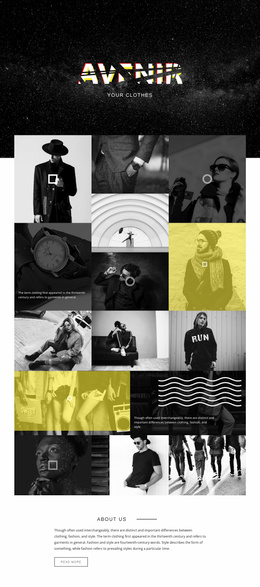 AVENIR
YOUR CLOTHES
The term clothing first appeared in the thirteenth
century and refers to garments in general.
RUN
Though often used interchangeably, there are distinct and
important differences between clothing, fashion, and
style.
ABOUT US
Though often used interchangeably, there are distinct and important differences between
clothing, fashion, and style. The term clothing first appeared in the thirteenth century and refers to
garments in general. Fashion and style are fourteenth-century words. Style describes the form of
something, while fashion refers to prevailing styles during a particular time.
READ MORE